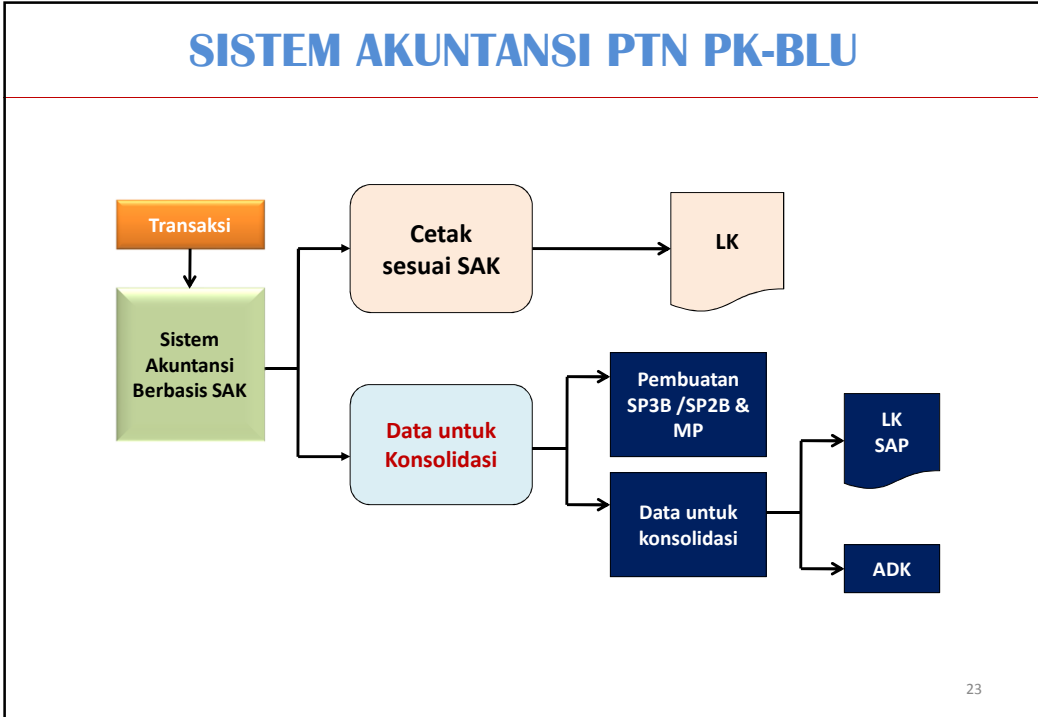 SISTEM AKUNTANSI PTN PK-BLU
Transaksi
Sistem
Akuntansi
Berbasis SAK
Cetak
sesuai SAK
LK
Data untuk
Konsolidasi
Pembuatan
SP3B /SP2B &
MP
Data untuk
konsolidasi
LK
SAP
ADK
23